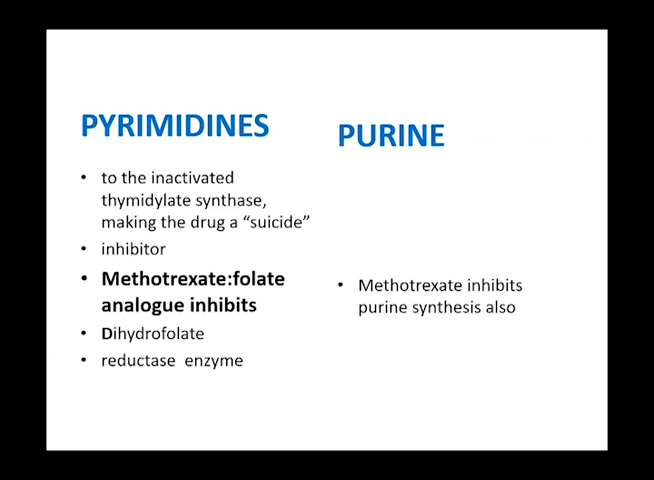 PYRIMIDINES
• to the inactivated
thymidylate synthase,
making the drug a “suicide”
• inhibitor
• Methotrexate:folate
analogue inhibits
• Dihydrofolate
• reductase enzyme
PURINE
• Methotrexate inhibits
purine synthesis also